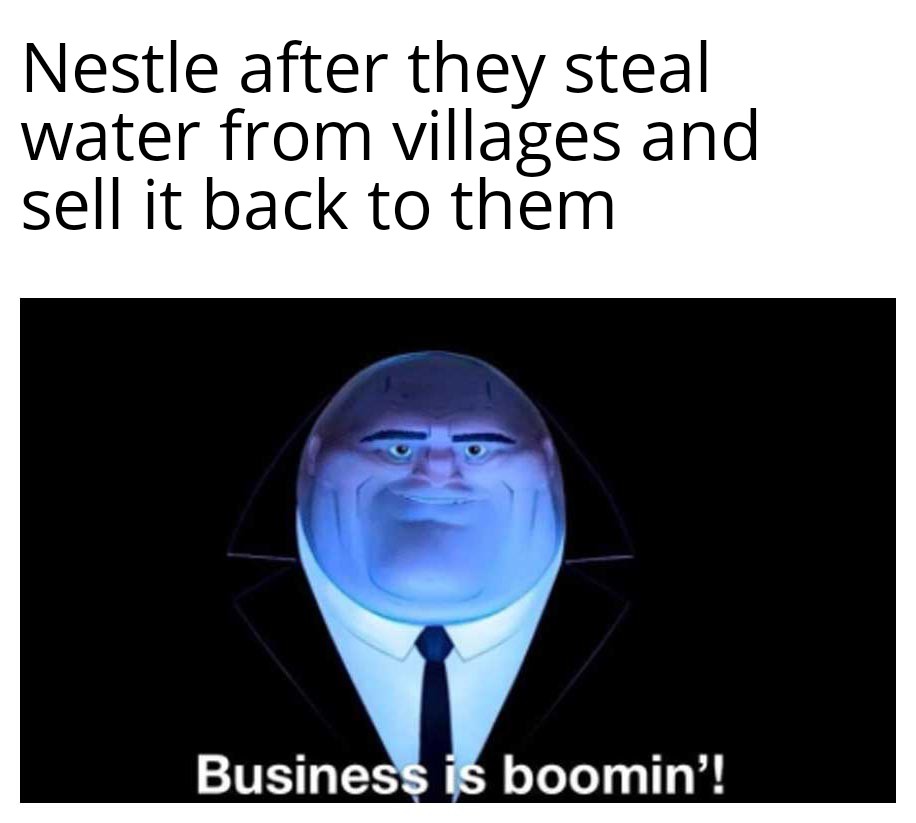 Nestle after they steal
water from villages and
sell it back to them
Business is boomin’!